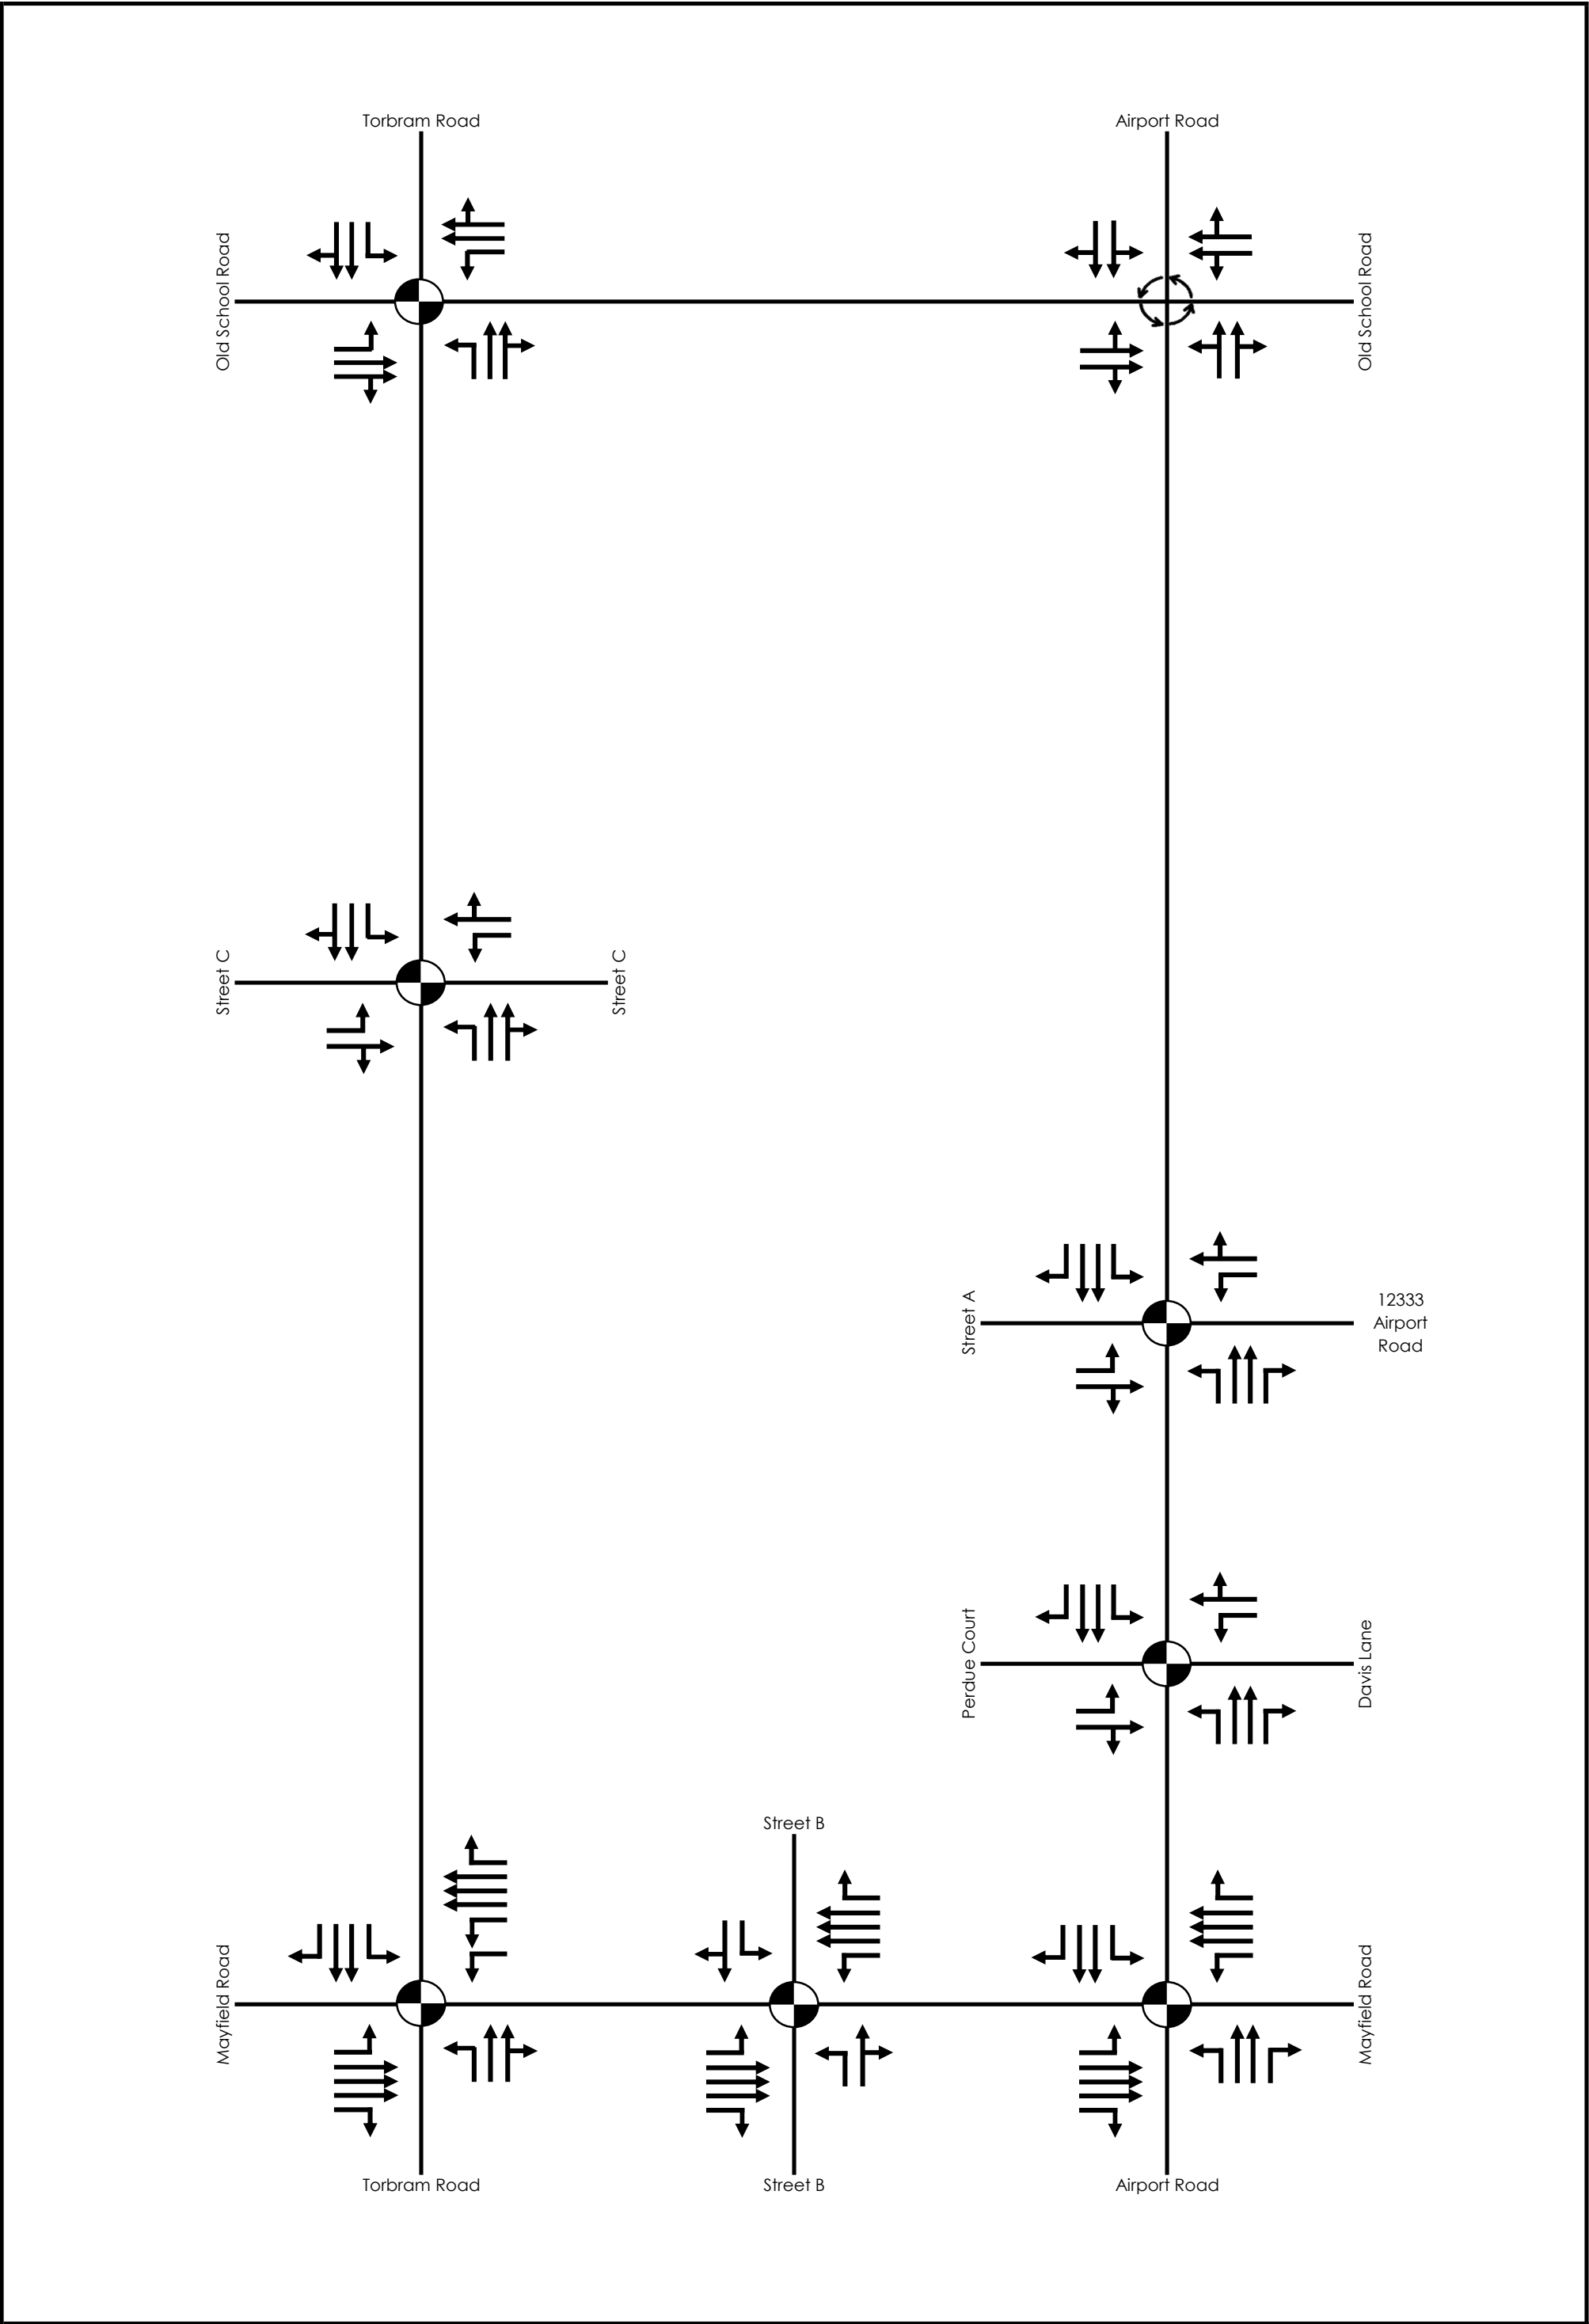 Torbram Road
Airport Road
Old School Road
Old School Road
Street C
Street C
Street A
12333
Airport
Road
Perdue Court
Davis Lane
Street B
Mayfield Road
Mayfield Road
Torbram Road
Street B
Airport Road